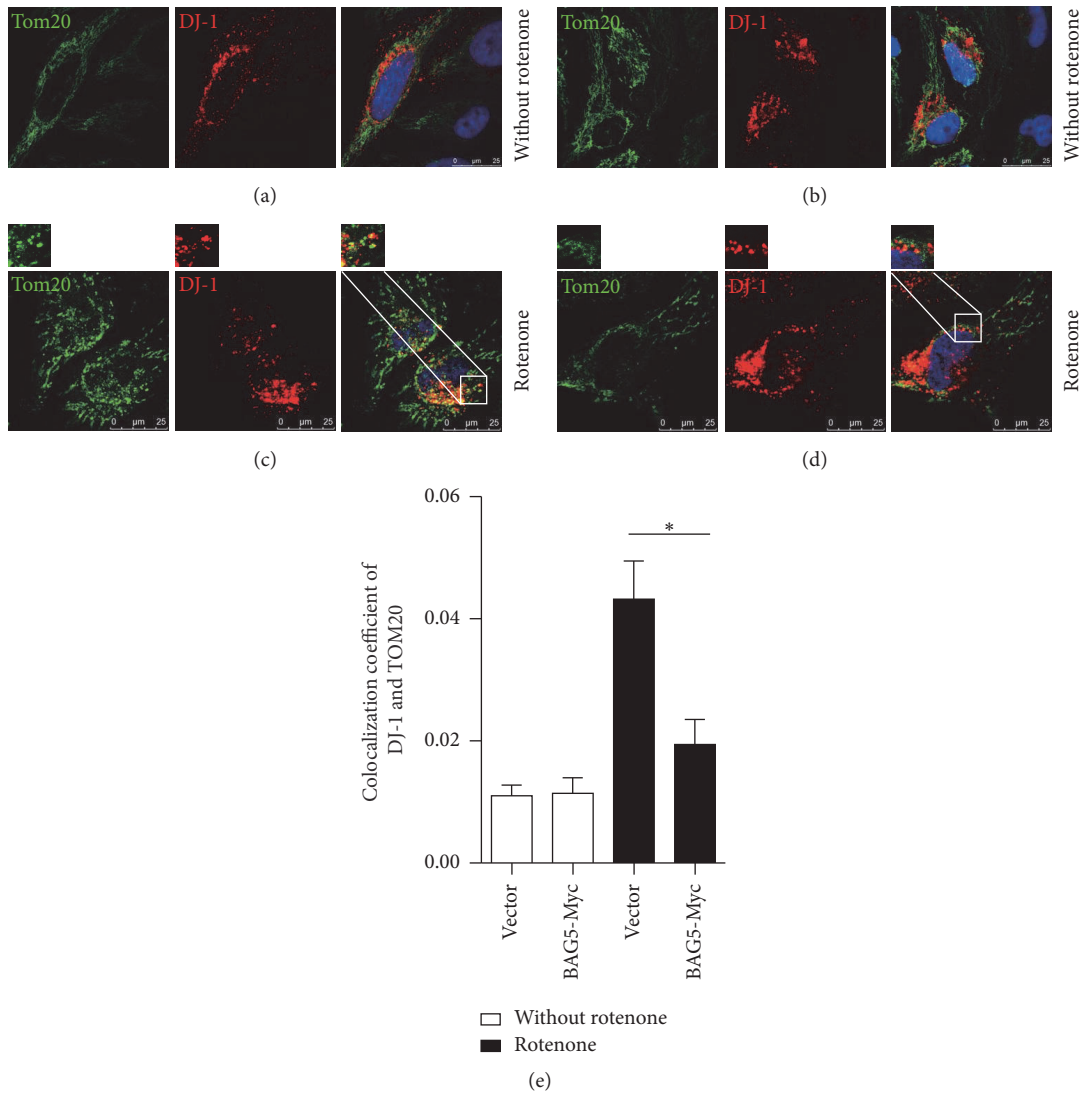 Tom20
DJ-1
0 µm 25
Without rotenone
(a)
Tom20
DJ-1
0 µm 25
Without rotenone
(b)
Tom20
0 µm 25
DJ-1
0 µm 25
0 µm 25
Rotenone
(c)
Tom20
0 µm 25
DJ-1
0 µm 25
0 µm 25
Rotenone
(d)
Colocalization coefficient of
DJ-1 and TOM20
0.06
0.04
0.02
0.00
*
Vector
BAG5-Myc
Vector
BAG5-Myc
Without rotenone
Rotenone
(e)